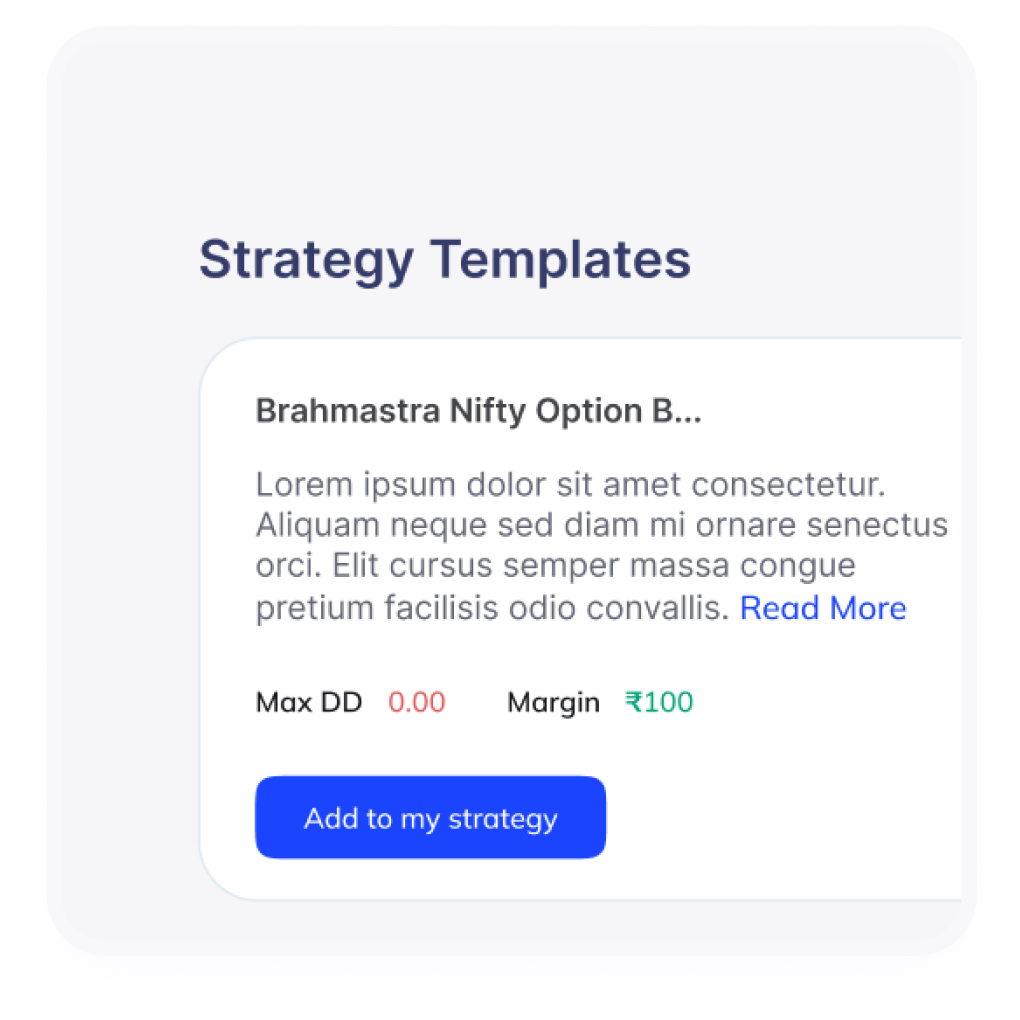 Strategy Templates
Brahmastra Nifty Option B...
Lorem ipsum dolor sit amet consectetur.
Aliquam neque sed diam mi ornare senectus
orci. Elit cursus semper massa congue
pretium facilisis odio convallis. Read More
Max DD 0.00 Margin ₹100
Add to my strategy